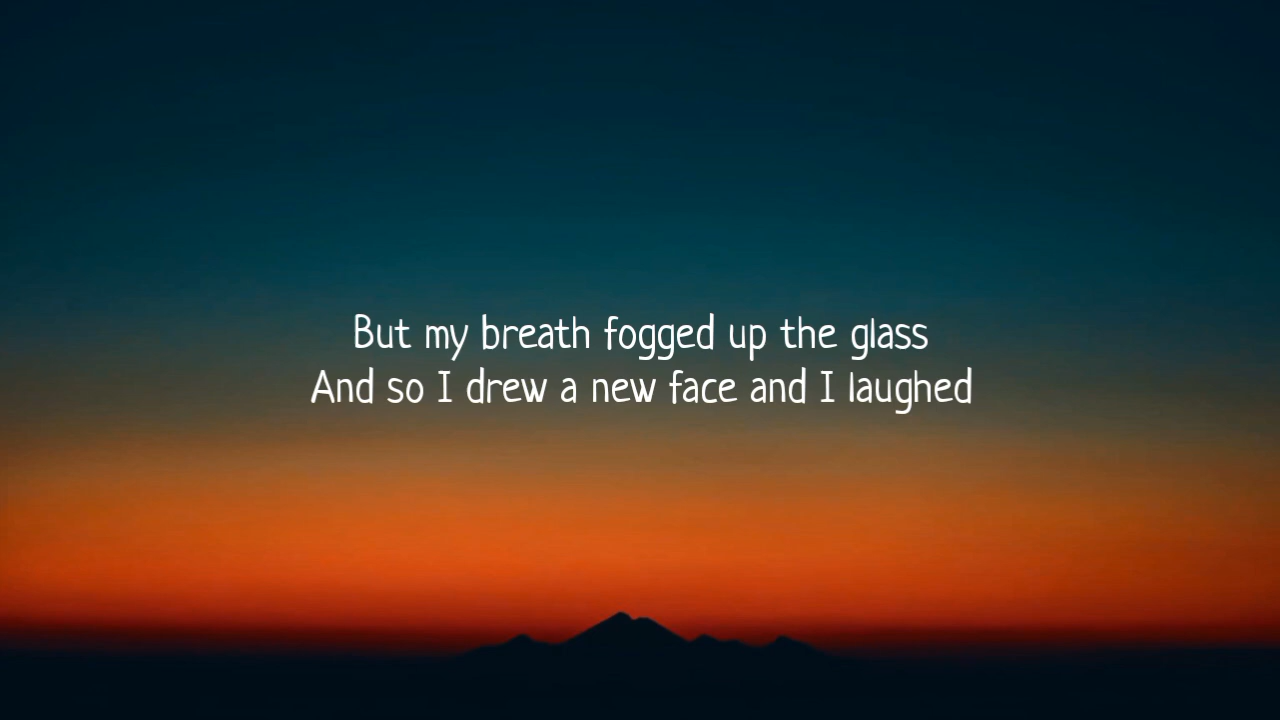 But my breath fogged up the glass
And so I drew a new face and I laughed